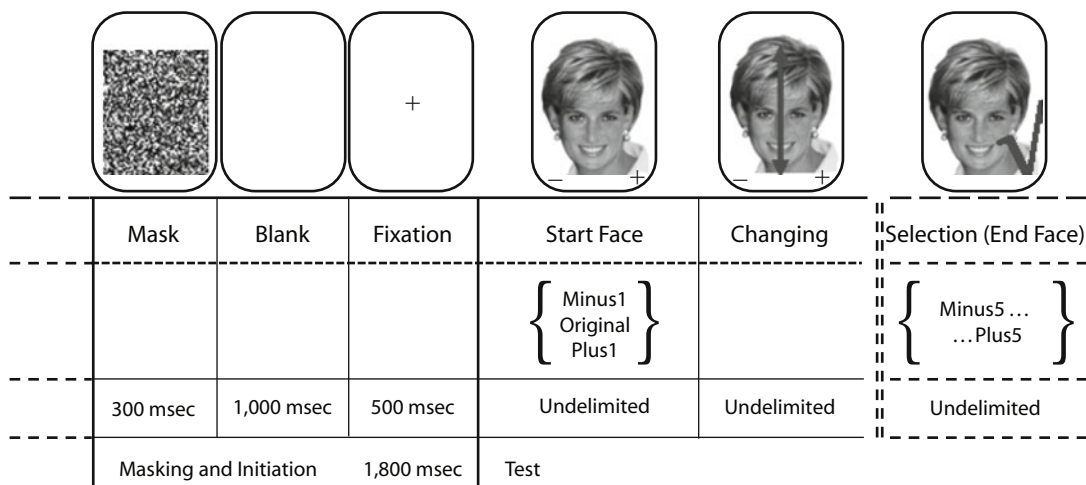 +
− +
− +
Mask Blank Fixation Start Face Changing Selection (End Face)
{ Minus1 } { Minus5 … }
Original …Plus5
Plus1
300 msec 1,000 msec 500 msec Undelimited Undelimited Undelimited
Masking and Initiation 1,800 msec Test